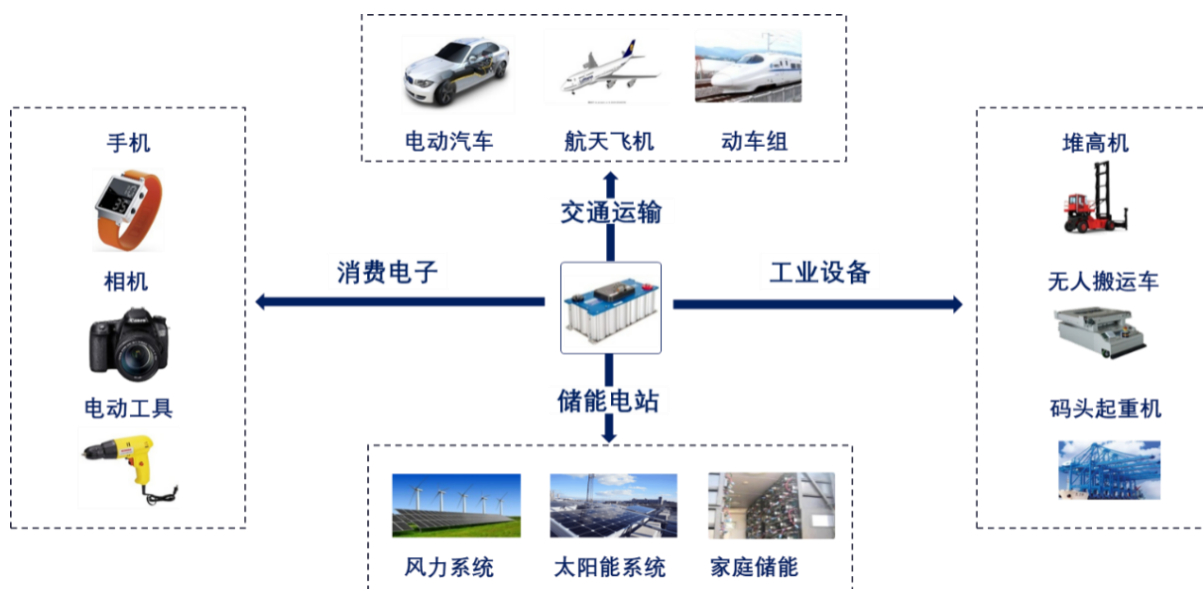 电动汽车
航天飞机
动车组
交通运输
手机
相机
电动工具
消费电子
工业设备
堆高机
无人搬运车
码头起重机
储能电站
风力系统
太阳能系统
家庭储能